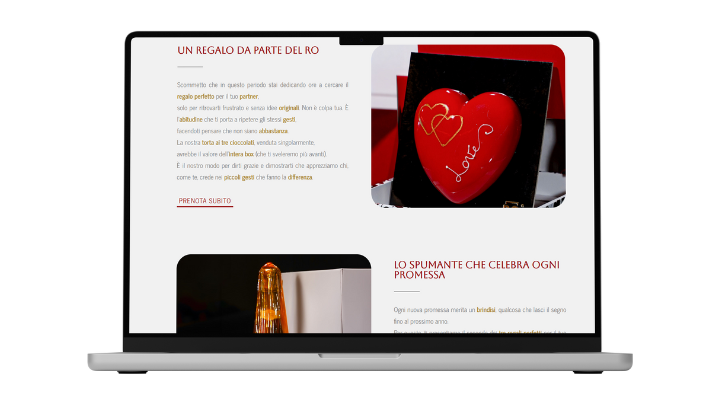 UN REGALO DA PARTE DEL RO
Scommetto che in questo periodo stai dedicando ore a cercare il
regalo perfetto per il tuo partner,
solo per ritrovarti frustrato e senza idee originali. Non è colpa tua. È
l'abitudine che ti porta a ripetere gli stessi gesti,
facendoti pensare che non siano abbastanza.
La nostra torta ai tre cioccolati, venduta singolarmente,
avrebbe il valore dell'intera box (che ti sveleremo più avanti).
È il nostro modo per dirti grazie e dimostrarti che apprezziamo chi,
come te, crede nei piccoli gesti che fanno la differenza.
PRENOTA SUBITO
Love
LO SPUMANTE CHE CELEBRA OGNI
PROMESSA
Ogni nuova promessa merita un brindisi, qualcosa che lasci il segno
fino al prossimo anno.